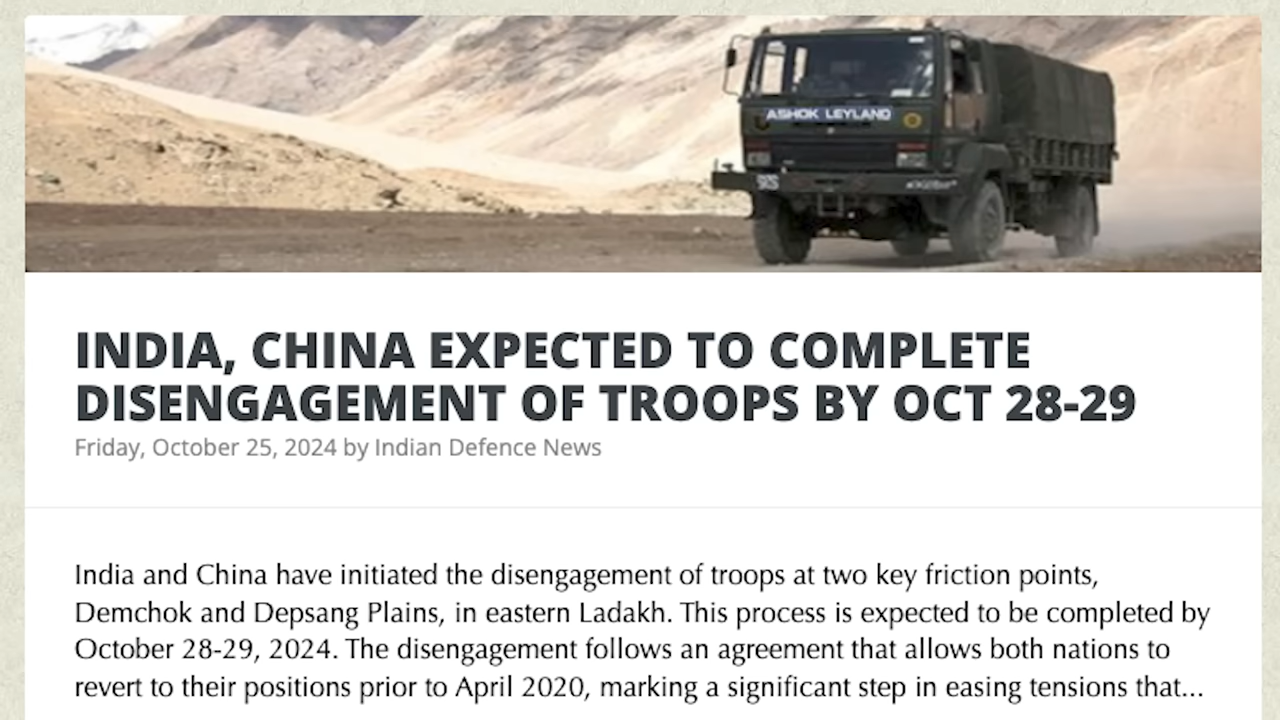 ASHOK LEYLAND
INDIA, CHINA EXPECTED TO COMPLETE
DISENGAGEMENT OF TROOPS BY OCT 28-29
Friday, October 25, 2024 by Indian Defence News
India and China have initiated the disengagement of troops at two key friction points,
Demchok and Depsang Plains, in eastern Ladakh. This process is expected to be completed by
October 28-29, 2024. The disengagement follows an agreement that allows both nations to
revert to their positions prior to April 2020, marking a significant step in easing tensions that...